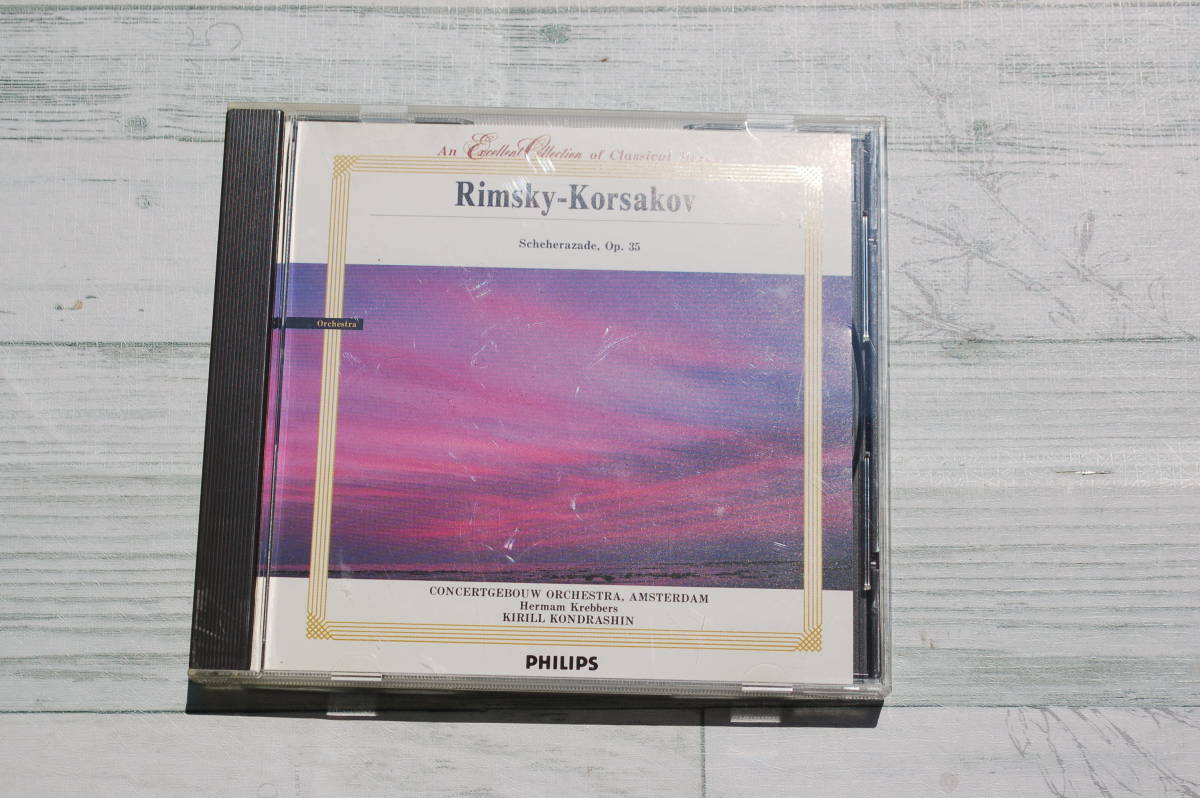 An Excellent Collection of Classical
Rimsky-Korsakov
Scheherazade, Op. 35
Orchestra
CONCERTGEBOUW ORCHESTRA, AMSTERDAM
Hermam Krebbers
KIRILL KONDRASHIN
PHILIPS